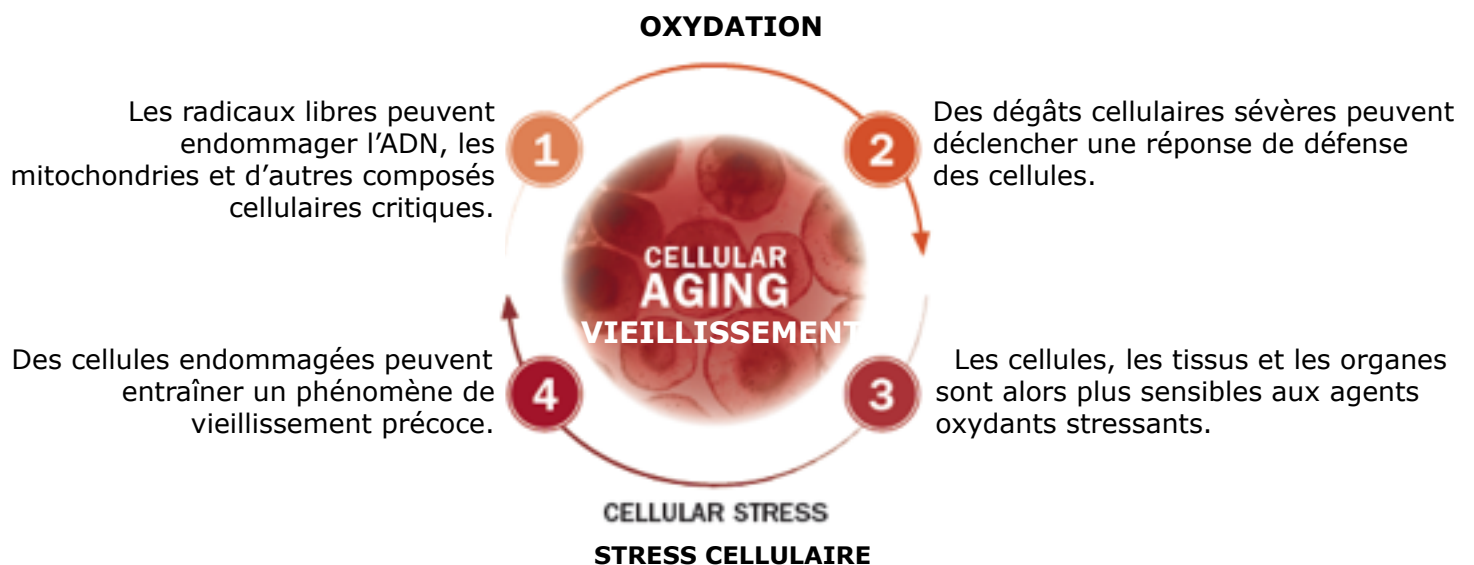 OXYDATION
Les radicaux libres peuvent
endommager l’ADN, les
mitochondries et d’autres composés
cellulaires critiques.
1
2
Des dégâts cellulaires sévères peuvent
déclencher une réponse de défense
des cellules.
CELLULAR
AGING
VIEILLISSEMENT
Des cellules endommagées peuvent
entraîner un phénomène de
vieillissement précoce.
4
3
Les cellules, les tissus et les organes
sont alors plus sensibles aux agents
oxydants stressants.
CELLULAR STRESS
STRESS CELLULAIRE